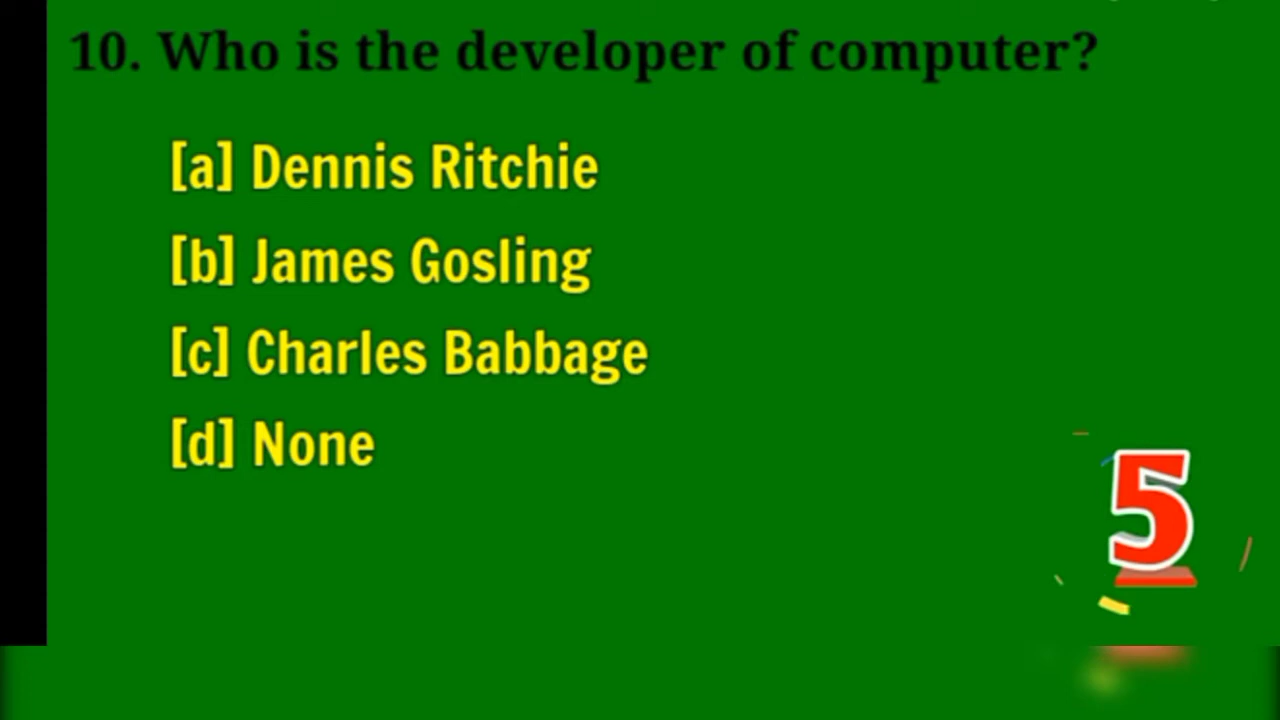 10. Who is the developer of computer?
[a] Dennis Ritchie
[b] James Gosling
[c] Charles Babbage
[d] None
5